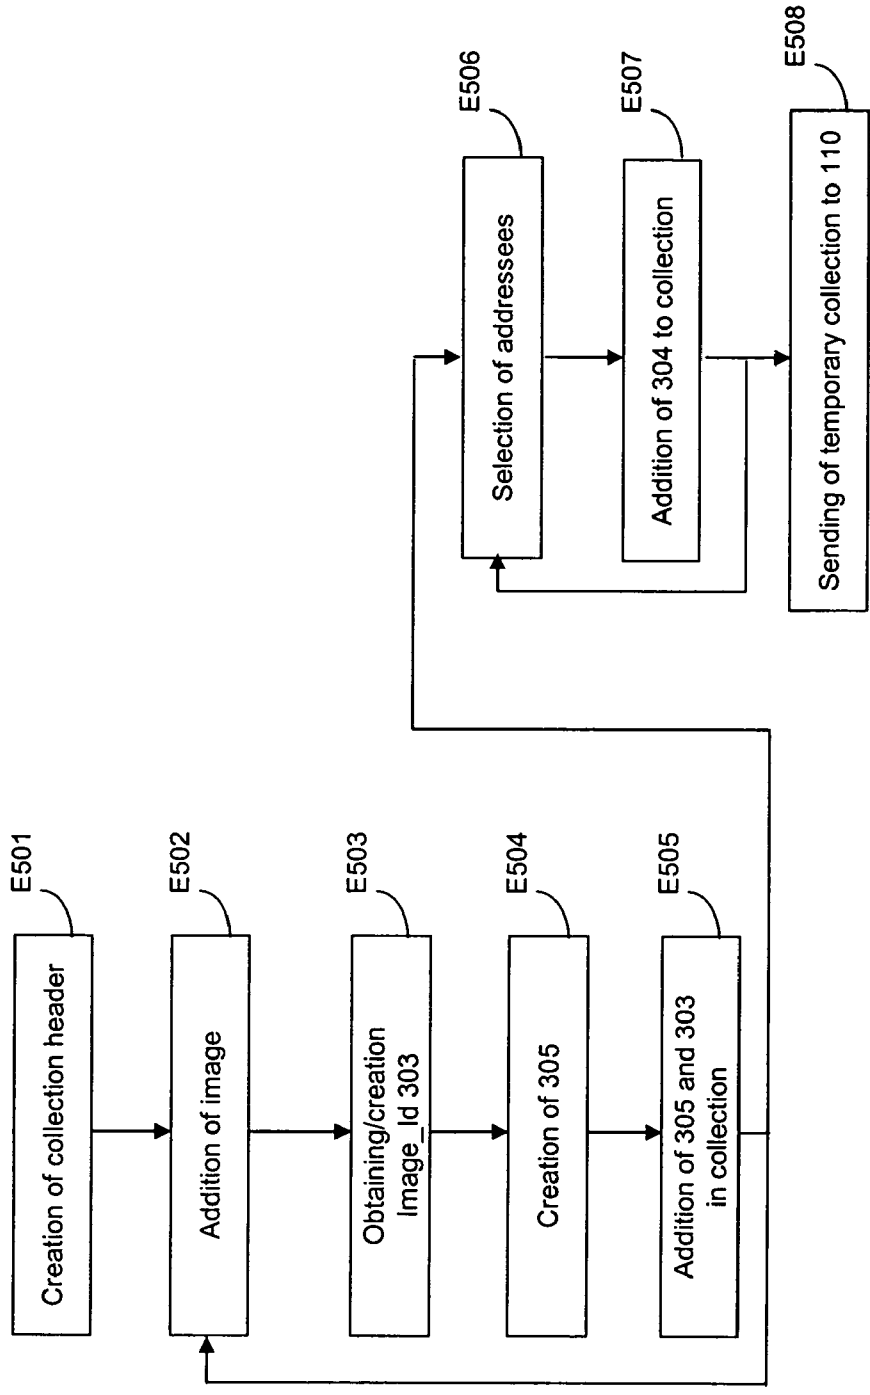 Creation of collection header
E501
Addition of image
E502
Obtaining/creation
Image_Id 303
E503
Creation of 305
E504
Addition of 305 and 303
in collection
E505
Selection of addressees
E506
Addition of 304 to collection
E507
Sending of temporary collection to 110
E508